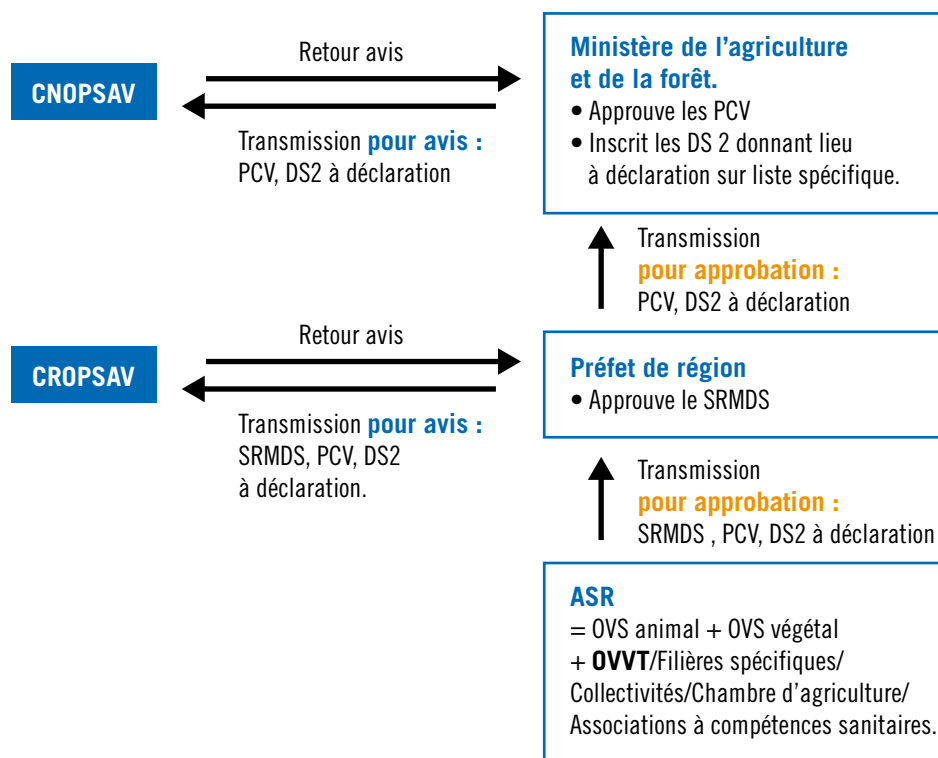 CNOPSAV
Retour avis
Transmission pour avis :
PCV, DS2 à déclaration
Ministère de l'agriculture
et de la forêt.
• Approuve les PCV
• Inscrit les DS 2 donnant lieu
à déclaration sur liste spécifique.
Transmission
pour approbation :
PCV, DS2 à déclaration
CROPSAV
Retour avis
Transmission pour avis :
SRMDS, PCV, DS2
à déclaration.
Préfet de région
• Approuve le SRMDS
Transmission
pour approbation :
SRMDS , PCV, DS2 à déclaration
ASR
= OVS animal + OVS végétal
+ OVVT/Filières spécifiques/
Collectivités/Chambre d'agriculture/
Associations à compétences sanitaires.